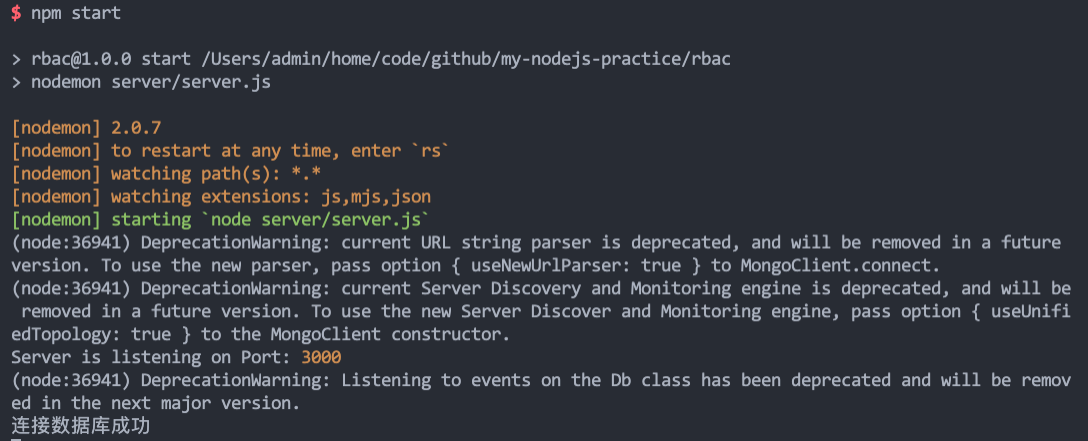 $ npm start
> rbac@1.0.0 start /Users/admin/home/code/github/my-nodejs-practice/rbac
> nodemon server/server.js
[nodemon] 2.0.7
[nodemon] to restart at any time, enter `rs`
[nodemon] watching path(s): *.*
[nodemon] watching extensions: js,mjs,json
[nodemon] starting `node server/server.js`
(node:36941) DeprecationWarning: current URL string parser is deprecated, and will be removed in a future
version. To use the new parser, pass option { useNewUrlParser: true } to MongoClient.connect.
(node:36941) DeprecationWarning: current Server Discovery and Monitoring engine is deprecated, and will be
 removed in a future version. To use the new Server Discover and Monitoring engine, pass option { useUnifi
edTopology: true } to the MongoClient constructor.
Server is listening on Port: 3000
(node:36941) DeprecationWarning: Listening to events on the Db class has been deprecated and will be remov
ed in the next major version.
连接数据库成功